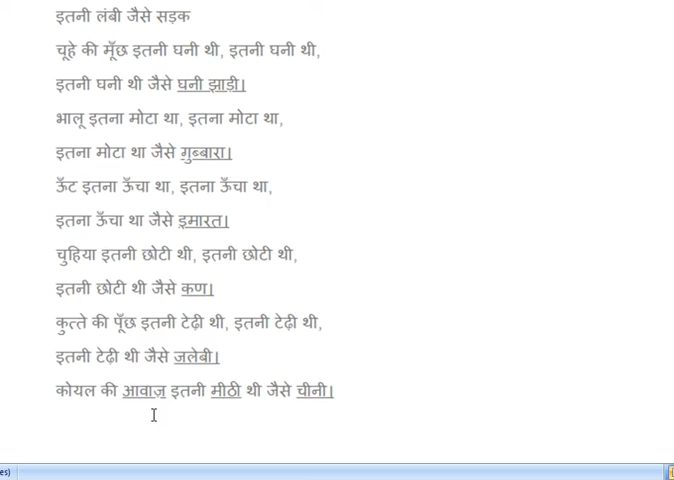 इतनी लंबी जैसे सड़क
चूहे की मूँछ इतनी घनी थी, इतनी घनी थी,
इतनी घनी थी जैसे घनी झाड़ी।
भालू इतना मोटा था, इतना मोटा था,
इतना मोटा था जैसे गुब्बारा।
ऊँट इतना ऊँचा था, इतना ऊँचा था,
इतना ऊँचा था जैसे इमारत।
चुहिया इतनी छोटी थी, इतनी छोटी थी,
इतनी छोटी थी जैसे कण।
कुत्ते की पूँछ इतनी टेढ़ी थी, इतनी टेढ़ी थी,
इतनी टेढ़ी थी जैसे जलेबी।
कोयल की आवाज़ इतनी मीठी थी जैसे चीनी।
es)